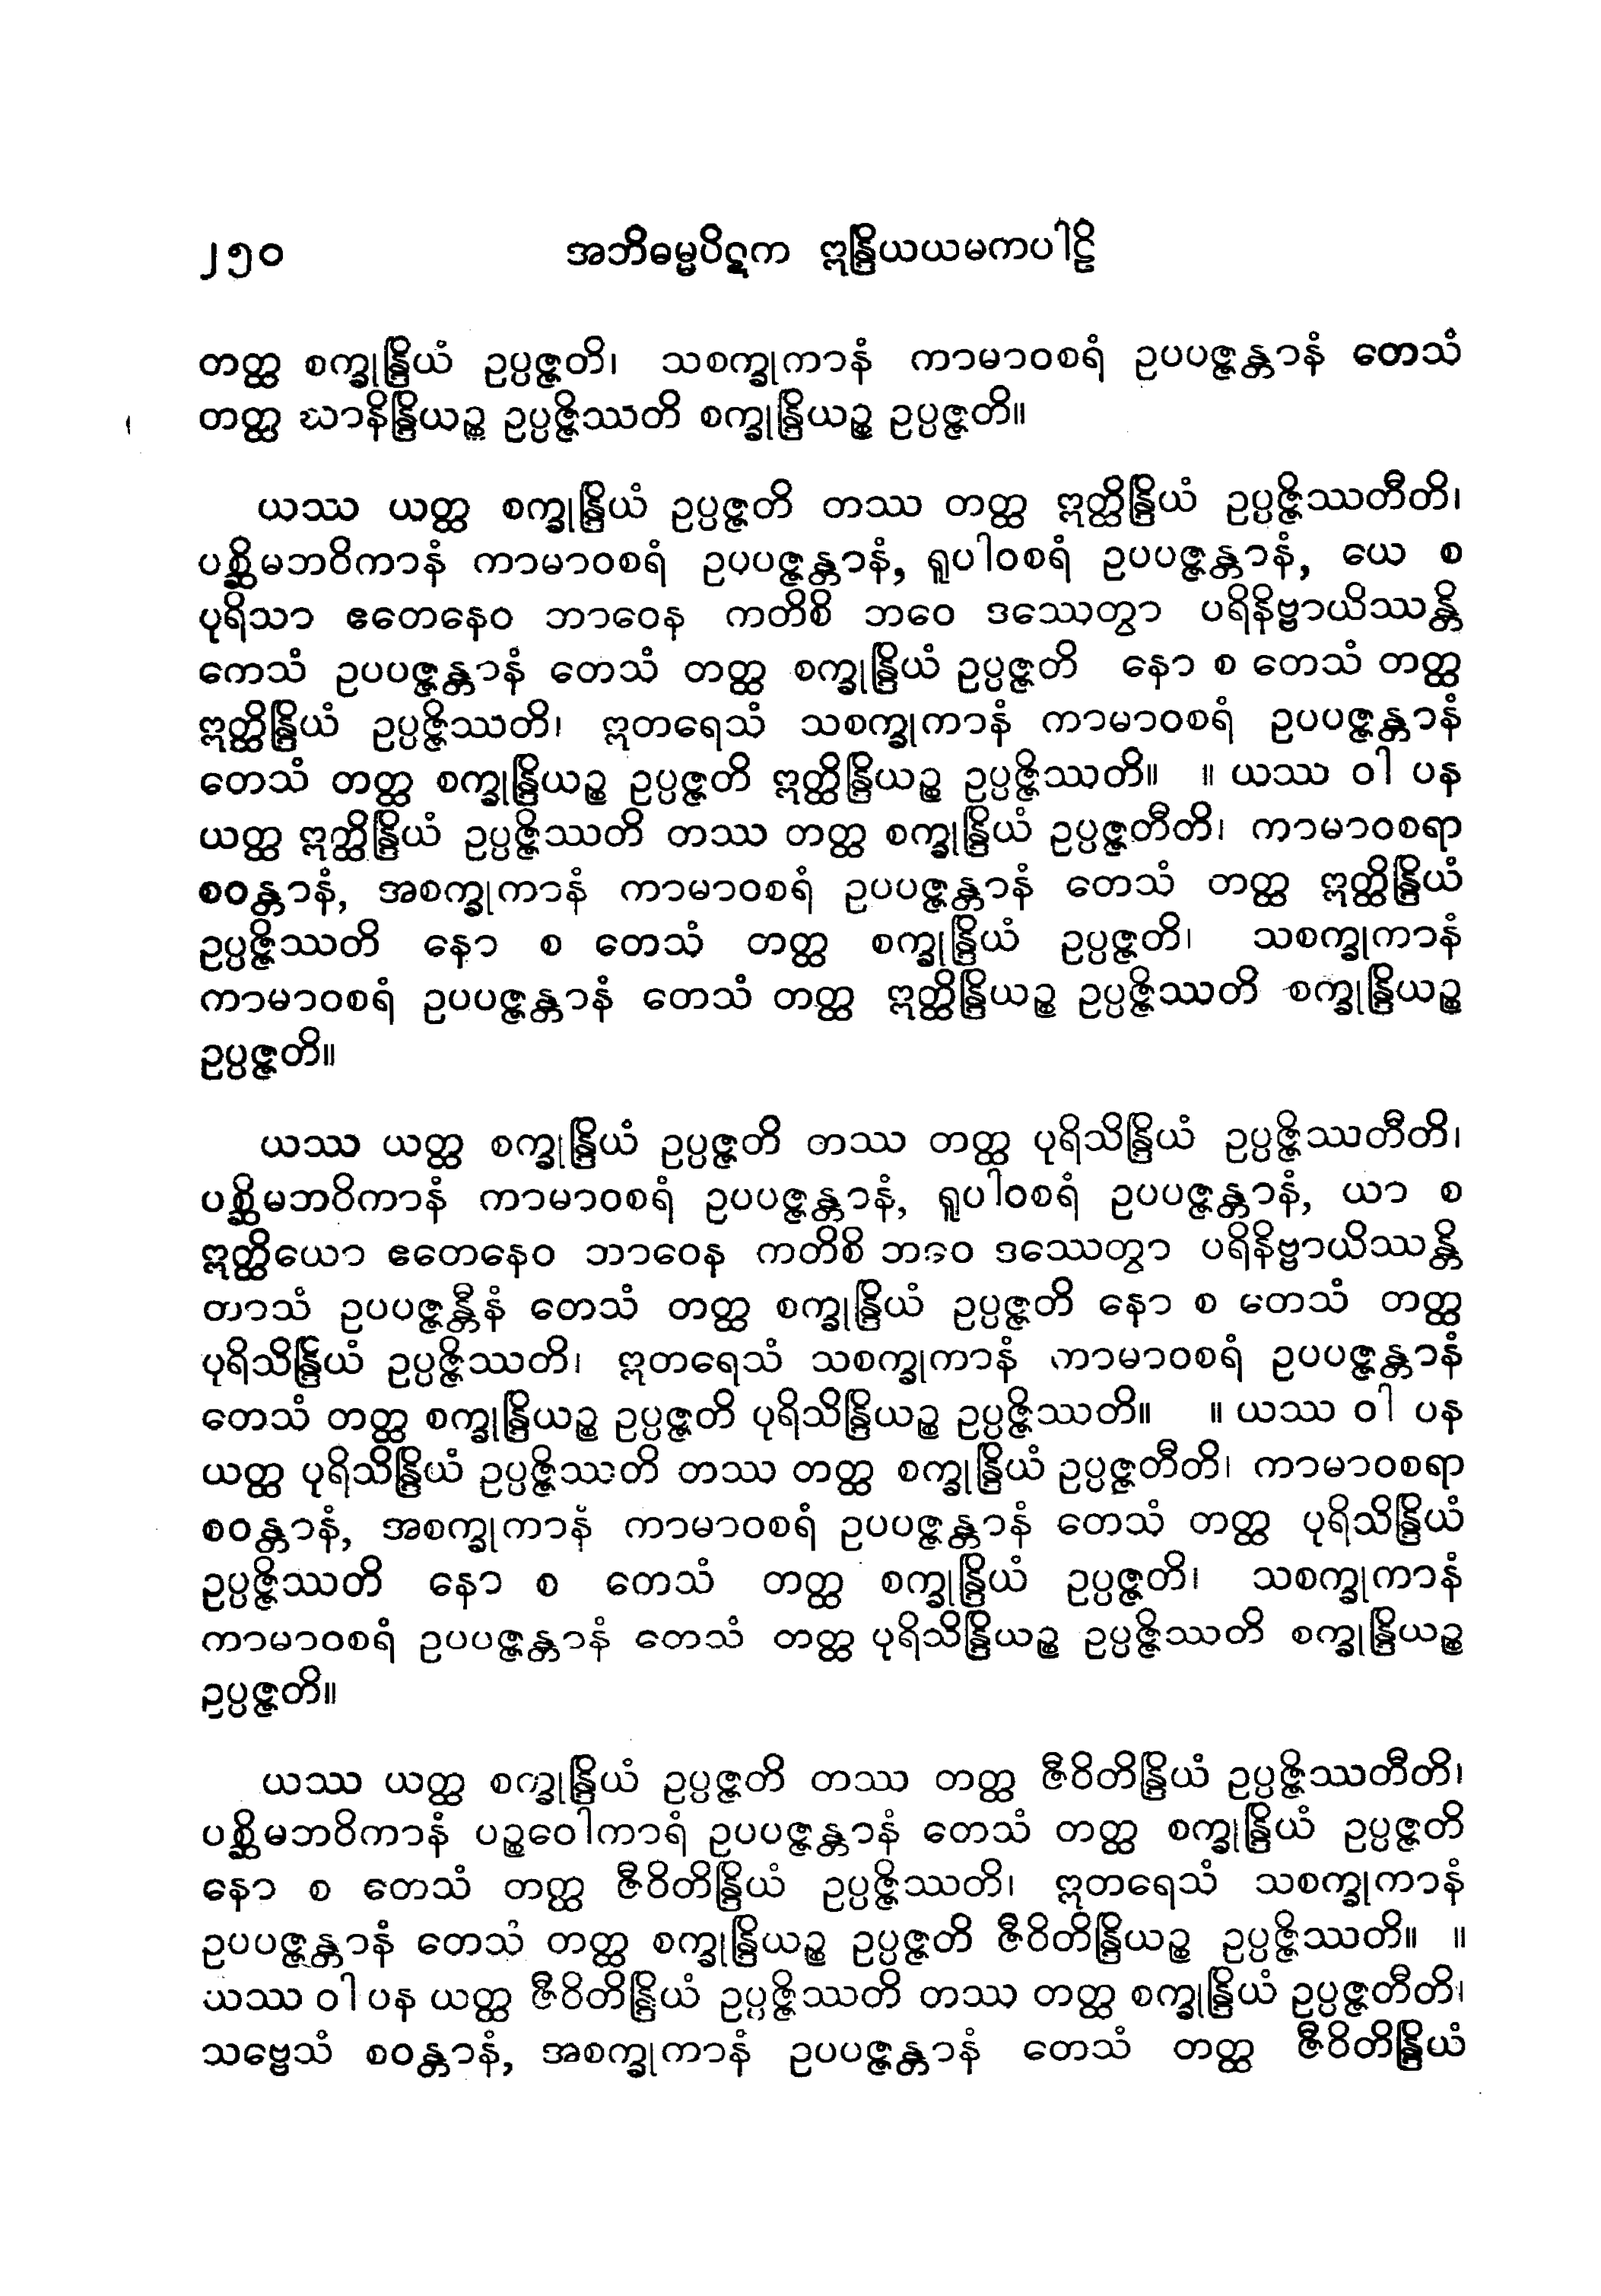 ၂၅၀ အဘိဓမ္မပိဋက ဣန္ဒြိယယမကပါဠိ
တတ္ထ စက္ခုန္ဒြိယံ ဥပ္ပဇ္ဇတိ၊ သစက္ခုကာနံ ကာမာဝစရံ ဥပပဇ္ဇန္တာနံ တေသံ
တတ္ထ ဃာနိန္ဒြိယဉ္စ ဥပ္ပဇ္ဇိဿတိ စက္ခုန္ဒြိယဉ္စ ဥပ္ပဇ္ဇတိ။
ယဿ ယတ္ထ စက္ခုန္ဒြိယံ ဥပ္ပဇ္ဇတိ တဿ တတ္ထ ဣတ္ထိန္ဒြိယံ ဥပ္ပဇ္ဇိဿတီတိ၊
ပစ္ဆိမဘဝိကာနံ ကာမာဝစရံ ဥပပဇ္ဇန္တာနံ, ရူပါဝစရံ ဥပပဇ္ဇန္တာနံ, ယေ စ
ပုရိသာ ဧတေနေဝ ဘာဝေန ကတိစိ ဘဝေ ဒဿေတွာ ပရိနိဗ္ဗာယိဿန္တိ
ကေသံ ဥပပဇ္ဇန္တာနံ တေသံ တတ္ထ စက္ခုန္ဒြိယံ ဥပ္ပဇ္ဇတိ နော စ တေသံ တတ္ထ
ဣတ္ထိန္ဒြိယံ ဥပ္ပဇ္ဇိဿတိ၊ ဣတရေသံ သစက္ခုကာနံ ကာမာဝစရံ ဥပပဇ္ဇန္တာနံ
တေသံ တတ္ထ စက္ခုန္ဒြိယဉ္စ ဥပ္ပဇ္ဇတိ ဣတ္ထိန္ဒြိယဉ္စ ဥပ္ပဇ္ဇိဿတိ။ ။ ယဿ ဝါ ပန
ယတ္ထ ဣတ္ထိန္ဒြိယံ ဥပ္ပဇ္ဇိဿတိ တဿ တတ္ထ စက္ခုန္ဒြိယံ ဥပ္ပဇ္ဇတီတိ၊ ကာမာဝစရာ
စဝန္တာနံ, အစက္ခုကာနံ ကာမာဝစရံ ဥပပဇ္ဇန္တာနံ တေသံ တတ္ထ ဣတ္ထိန္ဒြိယံ
ဥပ္ပဇ္ဇိဿတိ နော စ တေသံ တတ္ထ စက္ခုန္ဒြိယံ ဥပ္ပဇ္ဇတိ၊ သစက္ခုကာနံ
ကာမာဝစရံ ဥပပဇ္ဇန္တာနံ တေသံ တတ္ထ ဣတ္ထိန္ဒြိယဉ္စ ဥပ္ပဇ္ဇိဿတိ စက္ခုန္ဒြိယဉ္စ
ဥပ္ပဇ္ဇတိ။
ယဿ ယတ္ထ စက္ခုန္ဒြိယံ ဥပ္ပဇ္ဇတိ တဿ တတ္ထ ပုရိသိန္ဒြိယံ ဥပ္ပဇ္ဇိဿတီတိ၊
ပစ္ဆိမဘဝိကာနံ ကာမာဝစရံ ဥပပဇ္ဇန္တာနံ, ရူပါဝစရံ ဥပပဇ္ဇန္တာနံ, ယာ စ
ဣတ္ထိယော ဧတေနေဝ ဘာဝေန ကတိစိ ဘဝေ ဒဿေတွာ ပရိနိဗ္ဗာယိဿန္တိ
တာသံ ဥပပဇ္ဇန္တီနံ တေသံ တတ္ထ စက္ခုန္ဒြိယံ ဥပ္ပဇ္ဇတိ နော စ တေသံ တတ္ထ
ပုရိသိန္ဒြိယံ ဥပ္ပဇ္ဇိဿတိ၊ ဣတရေသံ သစက္ခုကာနံ ကာမာဝစရံ ဥပပဇ္ဇန္တာနံ
တေသံ တတ္ထ စက္ခုန္ဒြိယဉ္စ ဥပ္ပဇ္ဇတိ ပုရိသိန္ဒြိယဉ္စ ဥပ္ပဇ္ဇိဿတိ။ ။ ယဿ ဝါ ပန
ယတ္ထ ပုရိသိန္ဒြိယံ ဥပ္ပဇ္ဇိဿတိ တဿ တတ္ထ စက္ခုန္ဒြိယံ ဥပ္ပဇ္ဇတီတိ၊ ကာမာဝစရာ
စဝန္တာနံ, အစက္ခုကာနံ ကာမာဝစရံ ဥပပဇ္ဇန္တာနံ တေသံ တတ္ထ ပုရိသိန္ဒြိယံ
ဥပ္ပဇ္ဇိဿတိ နော စ တေသံ တတ္ထ စက္ခုန္ဒြိယံ ဥပ္ပဇ္ဇတိ၊ သစက္ခုကာနံ
ကာမာဝစရံ ဥပပဇ္ဇန္တာနံ တေသံ တတ္ထ ပုရိသိန္ဒြိယဉ္စ ဥပ္ပဇ္ဇိဿတိ စက္ခုန္ဒြိယဉ္စ
ဥပ္ပဇ္ဇတိ။
ယဿ ယတ္ထ စက္ခုန္ဒြိယံ ဥပ္ပဇ္ဇတိ တဿ တတ္ထ ဇီဝိတိန္ဒြိယံ ဥပ္ပဇ္ဇိဿတီတိ၊
ပစ္ဆိမဘဝိကာနံ ပဉ္စဝေါကာရံ ဥပပဇ္ဇန္တာနံ တေသံ တတ္ထ စက္ခုန္ဒြိယံ ဥပ္ပဇ္ဇတိ
နော စ တေသံ တတ္ထ ဇီဝိတိန္ဒြိယံ ဥပ္ပဇ္ဇိဿတိ၊ ဣတရေသံ သစက္ခုကာနံ
ဥပပဇ္ဇန္တာနံ တေသံ တတ္ထ စက္ခုန္ဒြိယဉ္စ ဥပ္ပဇ္ဇတိ ဇီဝိတိန္ဒြိယဉ္စ ဥပ္ပဇ္ဇိဿတိ။ ။
ယဿ ဝါ ပန ယတ္ထ ဇီဝိတိန္ဒြိယံ ဥပ္ပဇ္ဇိဿတိ တဿ တတ္ထ စက္ခုန္ဒြိယံ ဥပ္ပဇ္ဇတီတိ၊
သဗ္ဗေသံ စဝန္တာနံ, အစက္ခုကာနံ ဥပပဇ္ဇန္တာနံ တေသံ တတ္ထ ဇီဝိတိန္ဒြိယံ